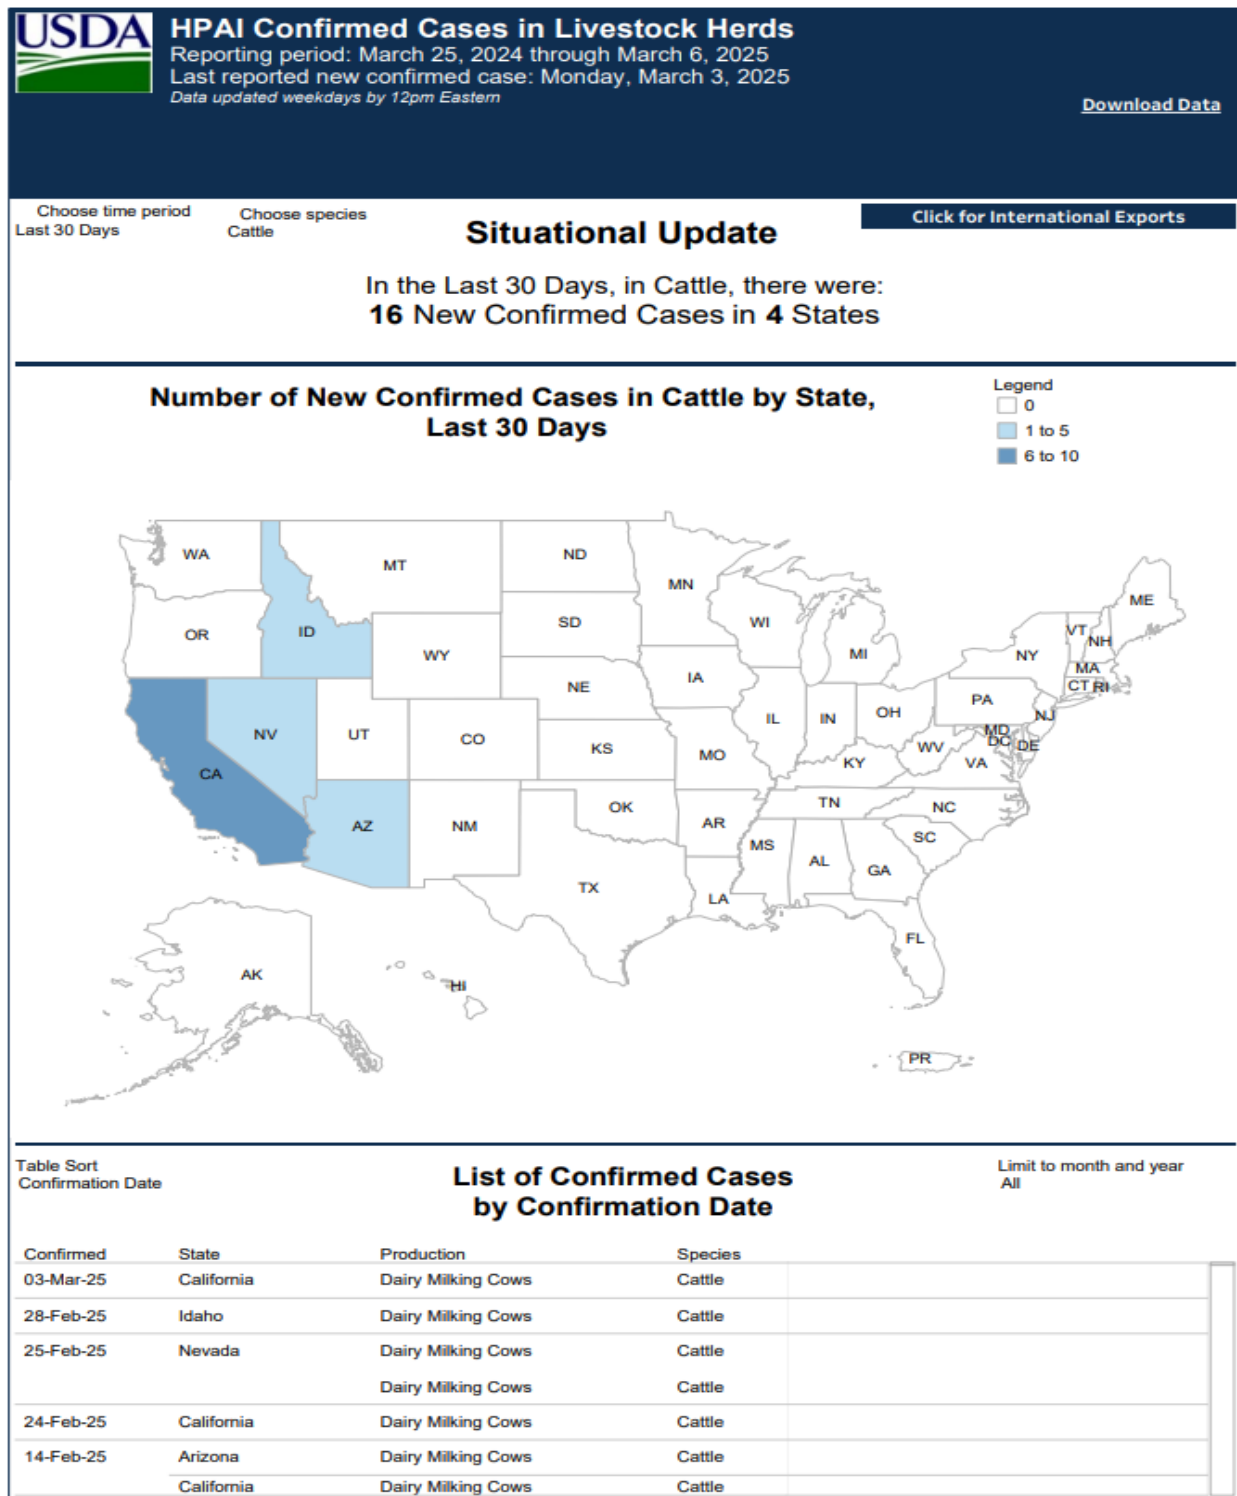 USDA
HPAI Confirmed Cases in Livestock Herds
Reporting period: March 25, 2024 through March 6, 2025
Last reported new confirmed case: Monday, March 3, 2025
Data updated weekdays by 12pm Eastern
Download Data
Choose time period
Last 30 Days
Choose species
Cattle
Situational Update
Click for International Exports
In the Last 30 Days, in Cattle, there were:
16 New Confirmed Cases in 4 States
Number of New Confirmed Cases in Cattle by State,
Last 30 Days
Legend
0
1 to 5
6 to 10
WA
MT
ND
MN
OR
ID
WY
SD
WI
MI
ME
VT
NH
NY
MA
CT RI
NE
IA
PA
NJ
NV
UT
CO
KS
MO
IL
IN
OH
WV
MD
DC
DE
VA
KY
CA
AZ
NM
OK
AR
TN
NC
SC
MS
AL
GA
TX
LA
FL
AK
HI
PR
Table Sort
Confirmation Date
List of Confirmed Cases
by Confirmation Date
Limit to month and year
All
Confirmed State Production Species
03-Mar-25 California Dairy Milking Cows Cattle
28-Feb-25 Idaho Dairy Milking Cows Cattle
25-Feb-25 Nevada Dairy Milking Cows Cattle
Dairy Milking Cows Cattle
24-Feb-25 California Dairy Milking Cows Cattle
14-Feb-25 Arizona Dairy Milking Cows Cattle
California Dairy Milking Cows Cattle